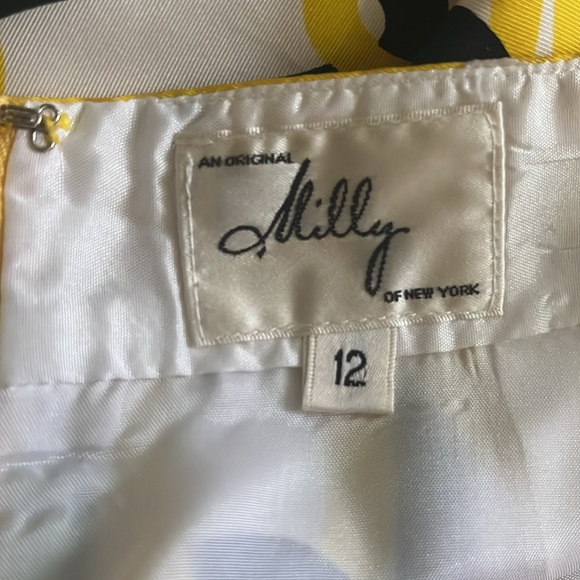 AN ORIGINAL
Milly
OF NEW YORK
12